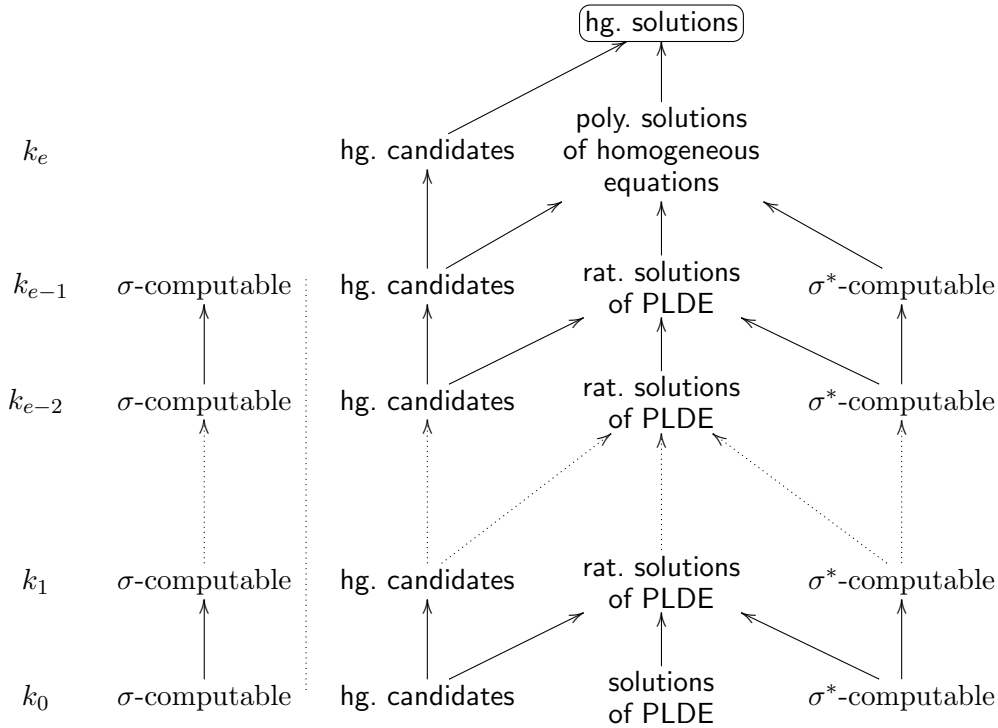 hg. solutions
k_e hg. candidates poly. solutions
of homogeneous
equations
k_{e−1} σ-computable hg. candidates rat. solutions
of PLDE σ*-computable
k_{e−2} σ-computable hg. candidates rat. solutions
of PLDE σ*-computable
k_1 σ-computable hg. candidates rat. solutions
of PLDE σ*-computable
k_0 σ-computable hg. candidates solutions
of PLDE σ*-computable